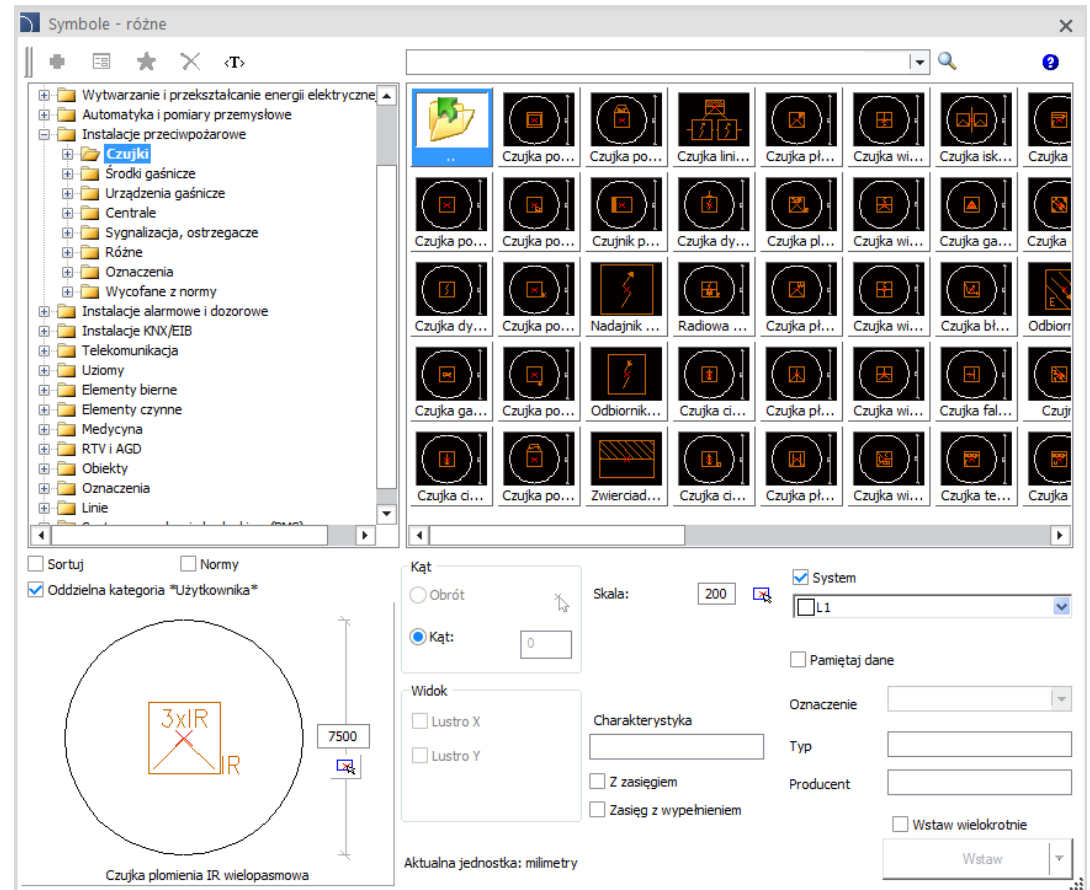 Symbole - różne
‹T›
Wytwarzanie i przekształcanie energii elektryczne
Automatyka i pomiary przemysłowe
Instalacje przeciwpożarowe
Czujki
Środki gaśnicze
Urządzenia gaśnicze
Centrale
Sygnalizacja, ostrzegacze
Różne
Oznaczenia
Wycofane z normy
Instalacje alarmowe i dozorowe
Instalacje KNX/EIB
Telekomunikacja
Uziomy
Elementy bierne
Elementy czynne
Medycyna
RTV i AGD
Obiekty
Oznaczenia
Linie
.. Czujka po... Czujka po... Czujka lini... Czujka pł... Czujka wi... Czujka isk... Czujka
Czujka po... Czujka po... Czujnik p... Czujka dy... Czujka pl... Czujka wi... Czujka ga... Czujka
Czujka dy... Czujka po... Nadajnik ... Radiowa ... Czujka pł... Czujka wi... Czujka bł... Odbiorn
Czujka ga... Czujka po... Odbiornik... Czujka ci... Czujka pł... Czujka wi... Czujka fal... Czujr
Czujka ci... Czujka po... Zwierciad... Czujka ci... Czujka pł... Czujka wi... Czujka te... Czujka
Sortuj Normy
Oddzielna kategoria *Użytkownika*
3xIR
IR
7500
Czujka plomienia IR wielopasmowa
Kąt
Obrót
Kąt: 0
Widok
Lustro X
Lustro Y
Skala: 200
Charakterystyka
Z zasięgiem
Zasięg z wypełnieniem
Aktualna jednostka: milimetry
System
L1
Pamiętaj dane
Oznaczenie
Typ
Producent
Wstaw wielokrotnie
Wstaw